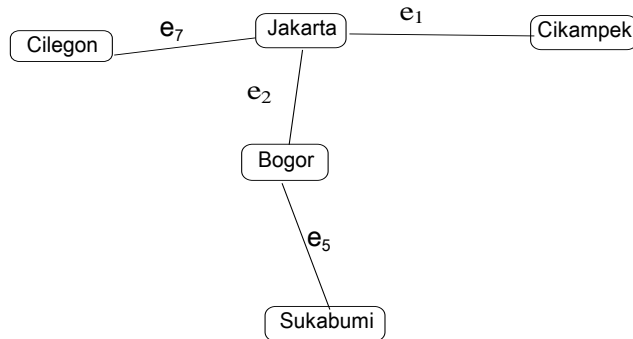 Cilegon
e7
Jakarta
e1
Cikampek
e2
Bogor
e5
Sukabumi